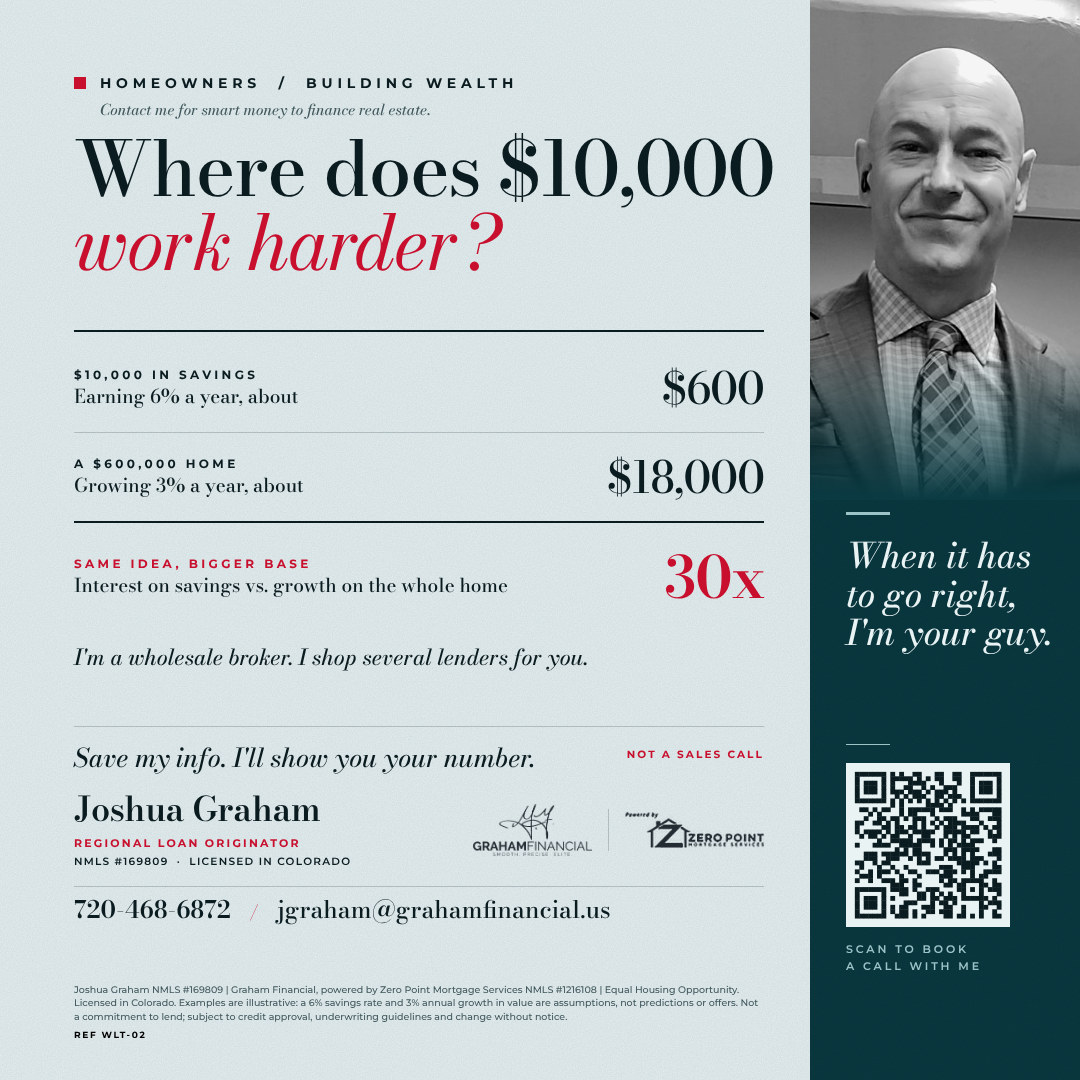 HOMEOWNERS / BUILDING WEALTH
Contact me for smart money to finance real estate.
Where does $10,000
work harder?
$10,000 IN SAVINGS
Earning 6% a year, about
$600
A $600,000 HOME
Growing 3% a year, about
$18,000
SAME IDEA, BIGGER BASE
Interest on savings vs. growth on the whole home
30x
I'm a wholesale broker. I shop several lenders for you.
Save my info. I'll show you your number.
NOT A SALES CALL
Joshua Graham
REGIONAL LOAN ORIGINATOR
NMLS #169809 · LICENSED IN COLORADO
GRAHAMFINANCIAL
SMOOTH. PRECISE. ELITE.
Powered by
ZERO POINT
MORTGAGE SERVICES
720-468-6872 / jgraham@grahamfinancial.us
Joshua Graham NMLS #169809 | Graham Financial, powered by Zero Point Mortgage Services NMLS #1216108 | Equal Housing Opportunity.
Licensed in Colorado. Examples are illustrative: a 6% savings rate and 3% annual growth in value are assumptions, not predictions or offers. Not
a commitment to lend; subject to credit approval, underwriting guidelines and change without notice.
REF WLT-02
When it has
to go right,
I'm your guy.
SCAN TO BOOK
A CALL WITH ME